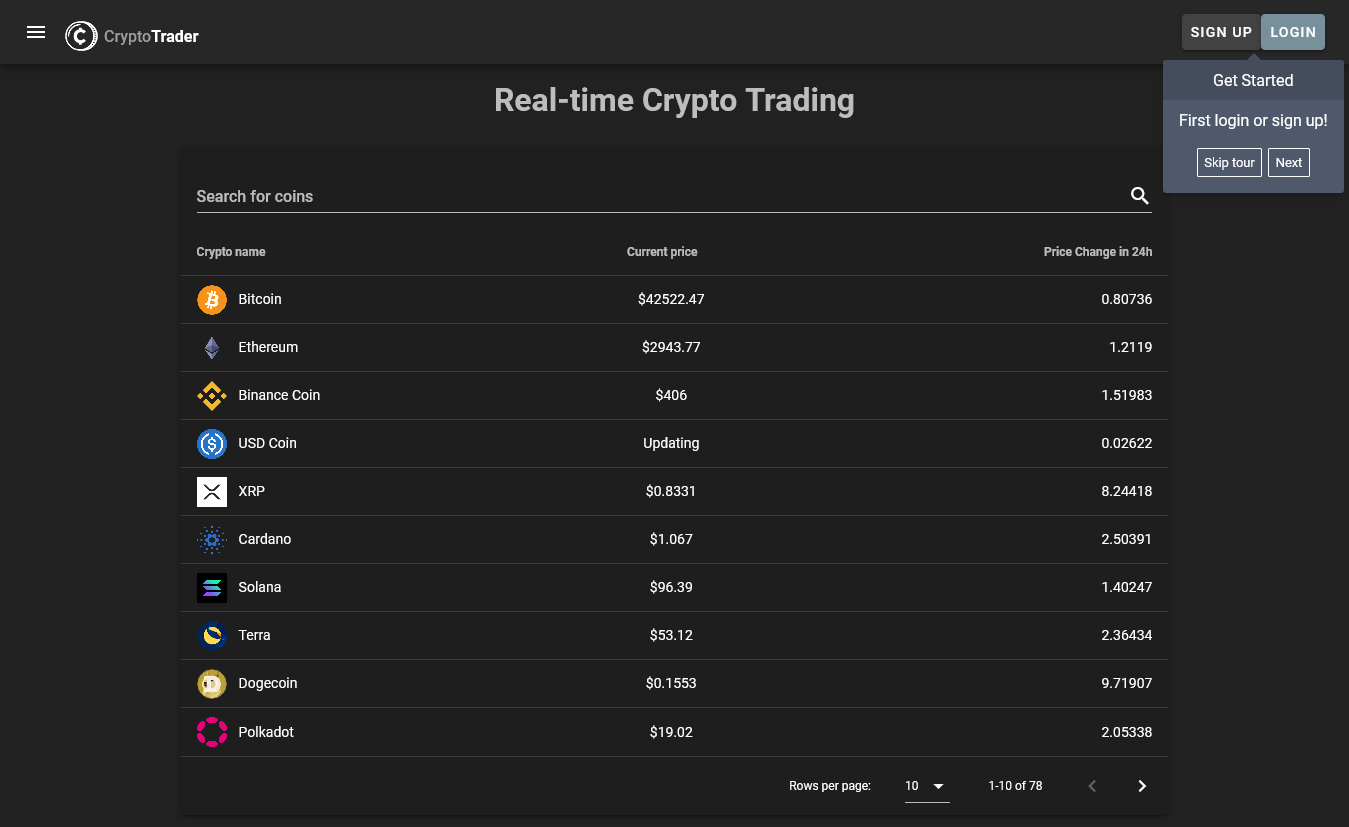 CryptoTrader
SIGN UP LOGIN
Get Started
First login or sign up!
Skip tour Next
Real-time Crypto Trading
Search for coins
Crypto name Current price Price Change in 24h
Bitcoin $42522.47 0.80736
Ethereum $2943.77 1.2119
Binance Coin $406 1.51983
USD Coin Updating 0.02622
XRP $0.8331 8.24418
Cardano $1.067 2.50391
Solana $96.39 1.40247
Terra $53.12 2.36434
Dogecoin $0.1553 9.71907
Polkadot $19.02 2.05338
Rows per page: 10 1-10 of 78